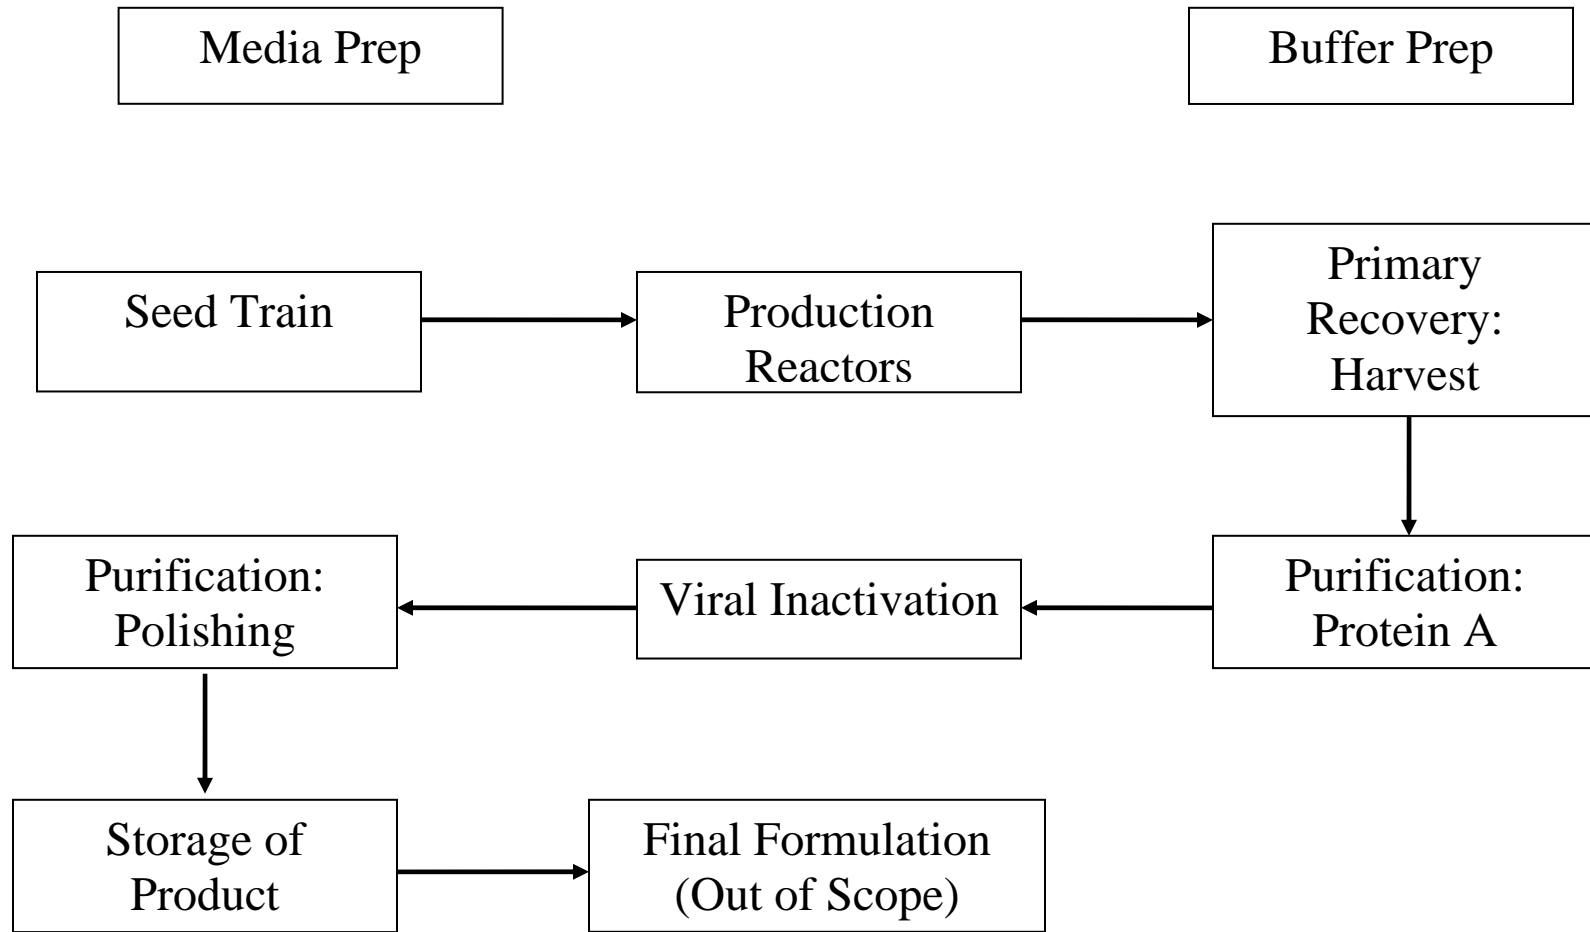 Media Prep
Buffer Prep
Seed Train
Production
Reactors
Primary
Recovery:
Harvest
Purification:
Polishing
Viral Inactivation
Purification:
Protein A
Storage of
Product
Final Formulation
(Out of Scope)